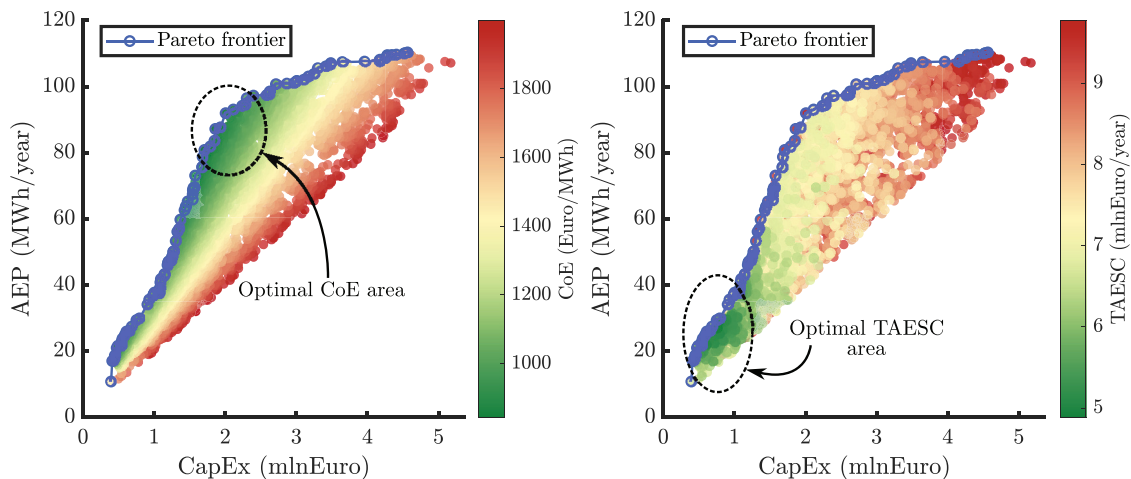 Pareto frontier
AEP (MWh/year)
120
100
80
60
40
20
0
0 1 2 3 4 5
CapEx (mlnEuro)
Optimal CoE area
1800
1600
1400
1200
1000
CoE (Euro/MWh)
Pareto frontier
AEP (MWh/year)
120
100
80
60
40
20
0
0 1 2 3 4 5
CapEx (mlnEuro)
Optimal TAESC
area
9
8
7
6
5
TAESC (mlnEuro/year)